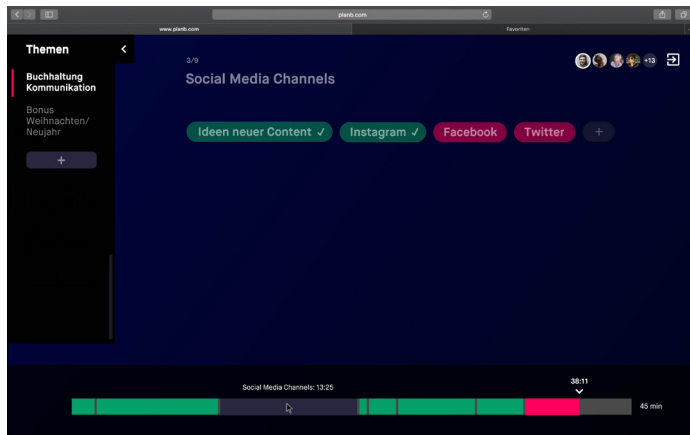 planb.com
www.planb.com
Favoriten
Themen
Buchhaltung
Kommunikation
Bonus
Weihnachten/
Neujahr
+
3/9
Social Media Channels
+13
Ideen neuer Content ✓
Instagram ✓
Facebook
Twitter
+
Social Media Channels: 13:25
38:11
45 min